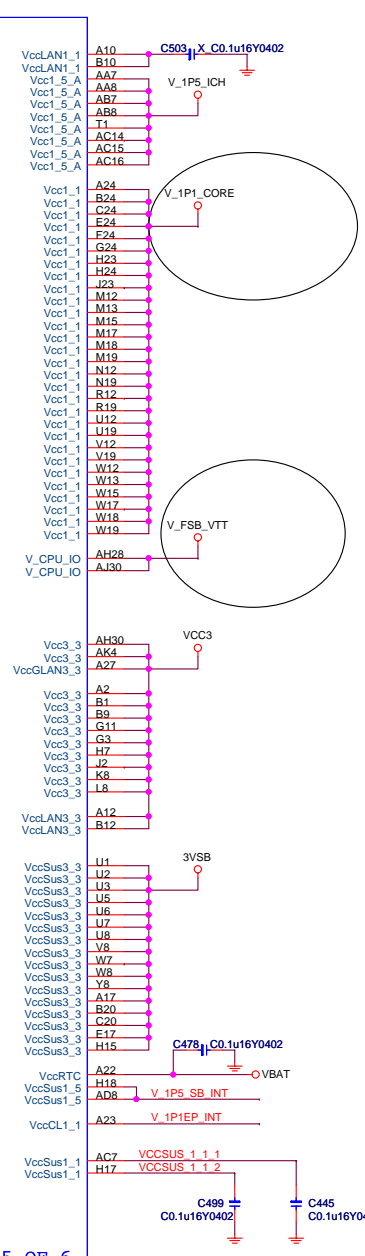 VccLAN1_1 A10 C503 X_C0.1u16Y0402
VccLAN1_1 B10
Vcc1_5_A AA7
Vcc1_5_A AA8 V_1P5_ICH
Vcc1_5_A AB7
Vcc1_5_A AB8
Vcc1_5_A T1
Vcc1_5_A AC14
Vcc1_5_A AC15
Vcc1_5_A AC16
Vcc1_1 A24
Vcc1_1 B24 V_1P1_CORE
Vcc1_1 C24
Vcc1_1 E24
Vcc1_1 F24
Vcc1_1 G24
Vcc1_1 H23
Vcc1_1 H24
Vcc1_1 J23
Vcc1_1 M12
Vcc1_1 M13
Vcc1_1 M15
Vcc1_1 M17
Vcc1_1 M18
Vcc1_1 M19
Vcc1_1 N12
Vcc1_1 N19
Vcc1_1 R12
Vcc1_1 R19
Vcc1_1 U12
Vcc1_1 U19
Vcc1_1 V12
Vcc1_1 V19
Vcc1_1 W12
Vcc1_1 W13
Vcc1_1 W15
Vcc1_1 W17
Vcc1_1 W18 V_FSB_VTT
Vcc1_1 W19
V_CPU_IO AH28
V_CPU_IO AJ30
VCC3
Vcc3_3 AH30
Vcc3_3 AK4
VccGLAN3_3 A27
Vcc3_3 A2
Vcc3_3 B1
Vcc3_3 B9
Vcc3_3 G11
Vcc3_3 G3
Vcc3_3 H7
Vcc3_3 J2
Vcc3_3 K8
Vcc3_3 L8
VccLAN3_3 A12
VccLAN3_3 B12
3VSB
VccSus3_3 U1
VccSus3_3 U2
VccSus3_3 U3
VccSus3_3 U5
VccSus3_3 U6
VccSus3_3 U7
VccSus3_3 U8
VccSus3_3 V8
VccSus3_3 W7
VccSus3_3 W8
VccSus3_3 Y8
VccSus3_3 A17
VccSus3_3 B20
VccSus3_3 C20
VccSus3_3 E17
VccSus3_3 H15 C478 C0.1u16Y0402
VccRTC A22 VBAT
VccSus1_5 H18
VccSus1_5 AD8 V_1P5_SB_INT
VccCL1_1 A23 V_1P1EP_INT
VccSus1_1 AC7 VCCSUS_1_1_1
VccSus1_1 H17 VCCSUS_1_1_2
C499 C445
C0.1u16Y0402 C0.1u16Y04
5 OF 6